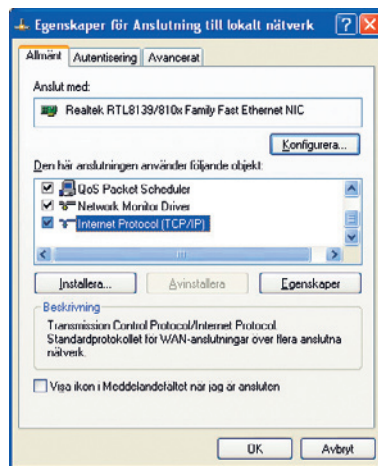 Egenskaper för Anslutning till lokalt nätverk
Allmänt Autentisering Avancerat
Anslut med:
Realtek RTL8139/810x Family Fast Ethernet NIC
Konfigurera...
Den här anslutningen använder följande objekt:
QoS Packet Scheduler
Network Monitor Driver
Internet Protocol (TCP/IP)
Installera... Avinstallera Egenskaper
Beskrivning
Transmission Control Protocol/Internet Protocol.
Standardprotokollet för WAN-anslutningar över flera anslutna
nätverk.
Visa ikon i Meddelandefältet när jag är ansluten
OK Avbryt